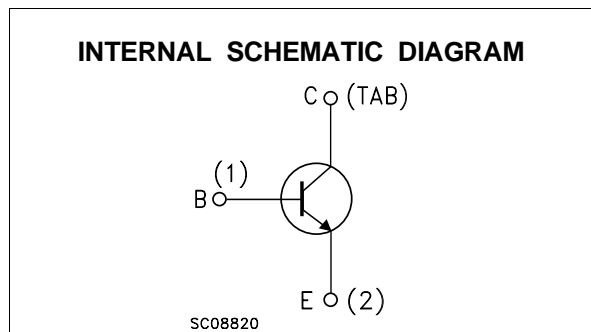 INTERNAL SCHEMATIC DIAGRAM
C (TAB)
(1)
B
E (2)
SC08820